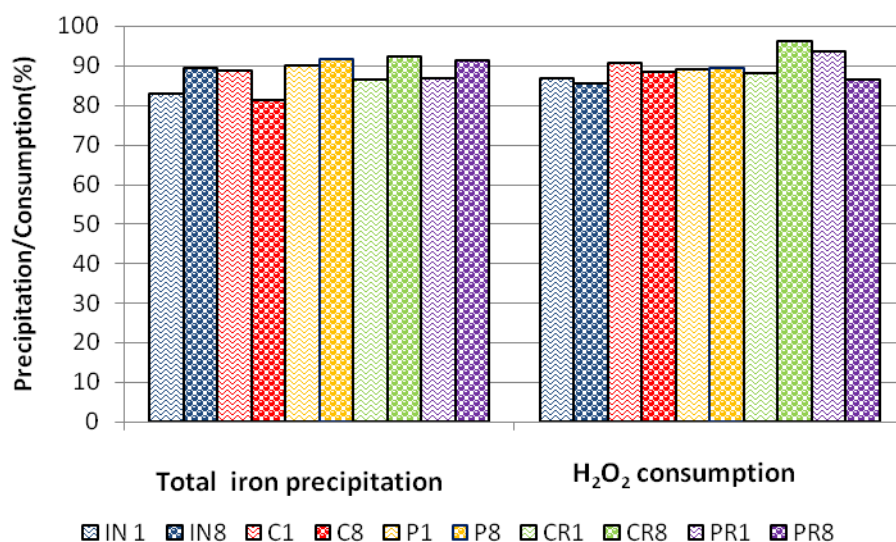 Precipitation/Consumption(%)
100
90
80
70
60
50
40
30
20
10
0
Total iron precipitation
H₂O₂ consumption
IN 1 IN8 C1 C8 P1 P8 CR1 CR8 PR1 PR8